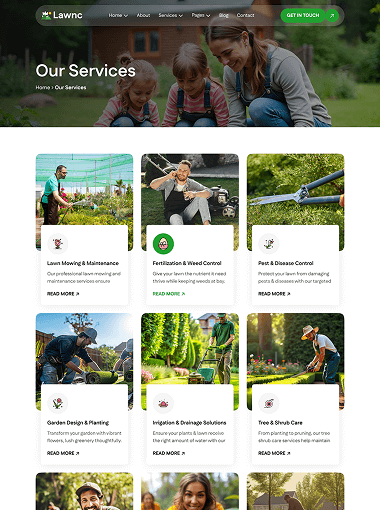 Lawnc
Home About Services Pages Blog Contact GET IN TOUCH
Our Services
Home > Our Services
Lawn Mowing & Maintenance
Our professional lawn mowing and
maintenance services ensure
READ MORE
Fertilization & Weed Control
Give your lawn the nutrient it need
thrive while keeping weeds at bay.
READ MORE
Pest & Disease Control
Protect your lawn from damaging
pests & diseases with our targeted
READ MORE
Garden Design & Planting
Transform your garden with vibrant
flowers, lush greenery thoughtfully
READ MORE
Irrigation & Drainage Solutions
Ensure your plants & lawn receive
the right amount of water with our
READ MORE
Tree & Shrub Care
From planting to pruning, our tree
shrub care services help maintain
READ MORE